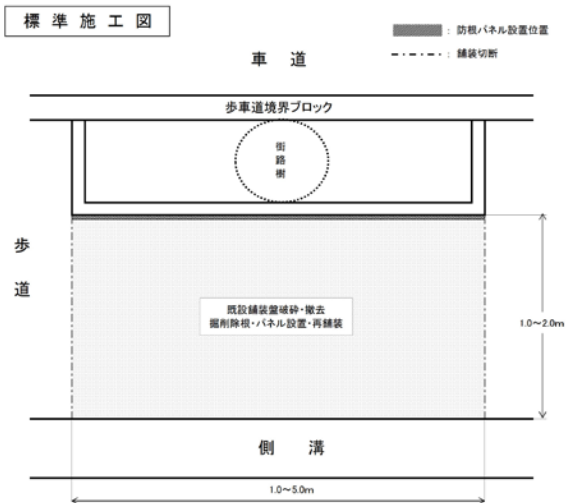 標準施工図
：防根パネル設置位置
：舗装切断
車道
歩車道境界ブロック
街路樹
歩道
既設舗装盤破砕・撤去
掘削除根・パネル設置・再舗装
1.0～2.0m
側溝
1.0～5.0m